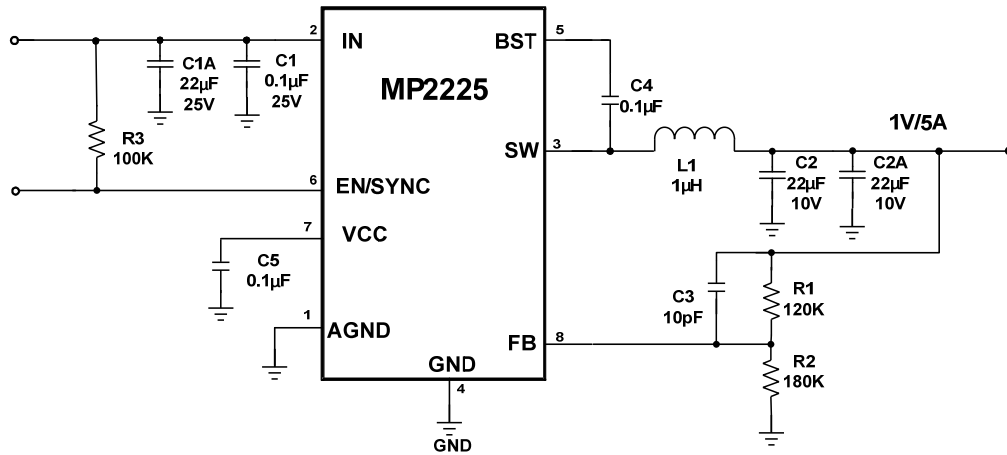 2
IN
C1A
22µF
25V
C1
0.1µF
25V
R3
100K
MP2225
BST
5
C4
0.1µF
SW
3
L1
1µH
1V/5A
C2
22µF
10V
C2A
22µF
10V
6
EN/SYNC
7
VCC
C5
0.1µF
1
AGND
FB
8
C3
10pF
R1
120K
R2
180K
GND
4
GND